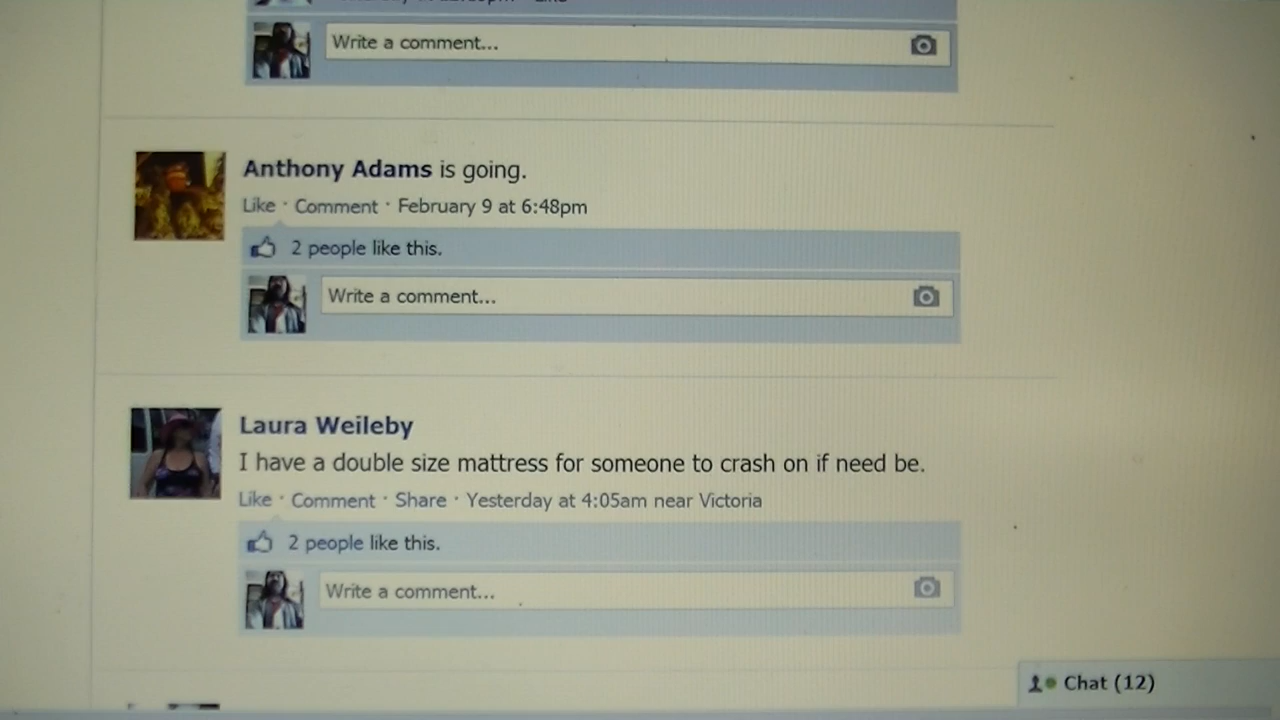 Write a comment...
Anthony Adams is going.
Like · Comment · February 9 at 6:48pm
2 people like this.
Write a comment...
Laura Weileby
I have a double size mattress for someone to crash on if need be.
Like · Comment · Share · Yesterday at 4:05am near Victoria
2 people like this.
Write a comment...
Chat (12)